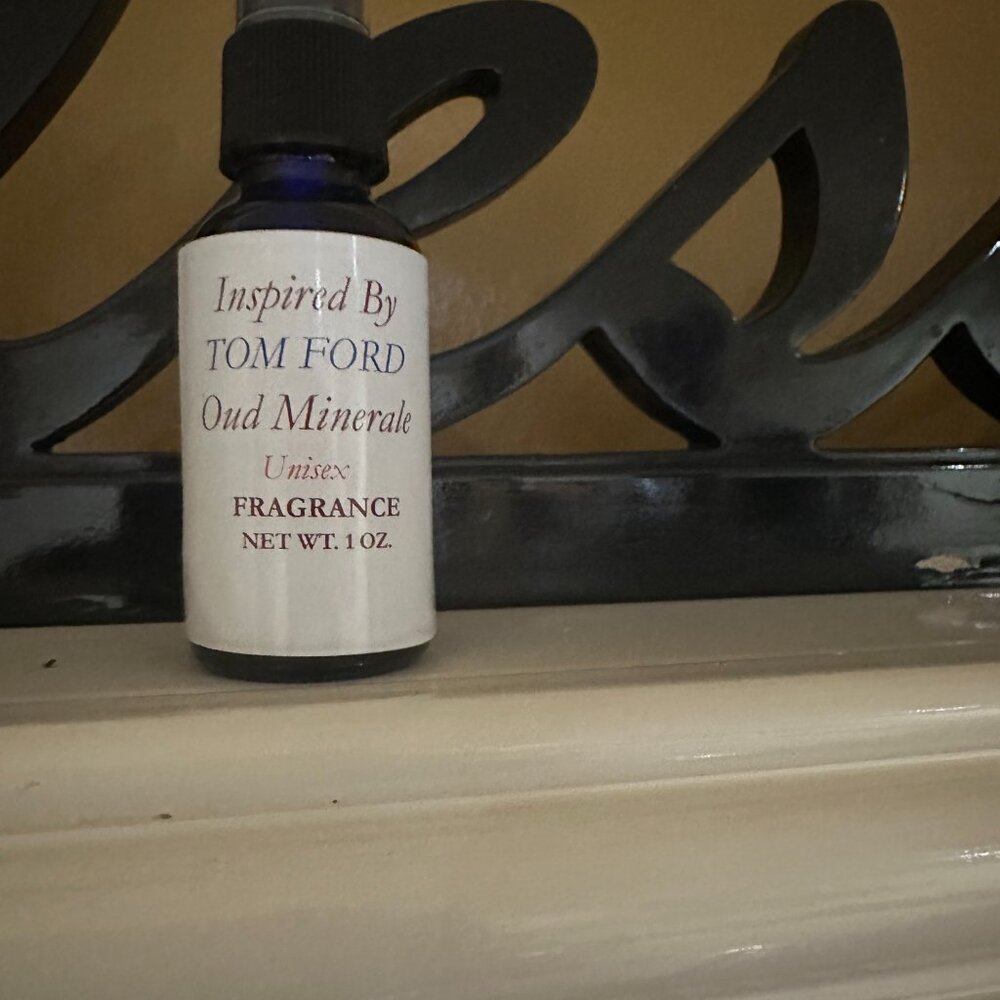 Inspired By
TOM FORD
Oud Minerale
Unisex
FRAGRANCE
NET WT. 1 OZ.